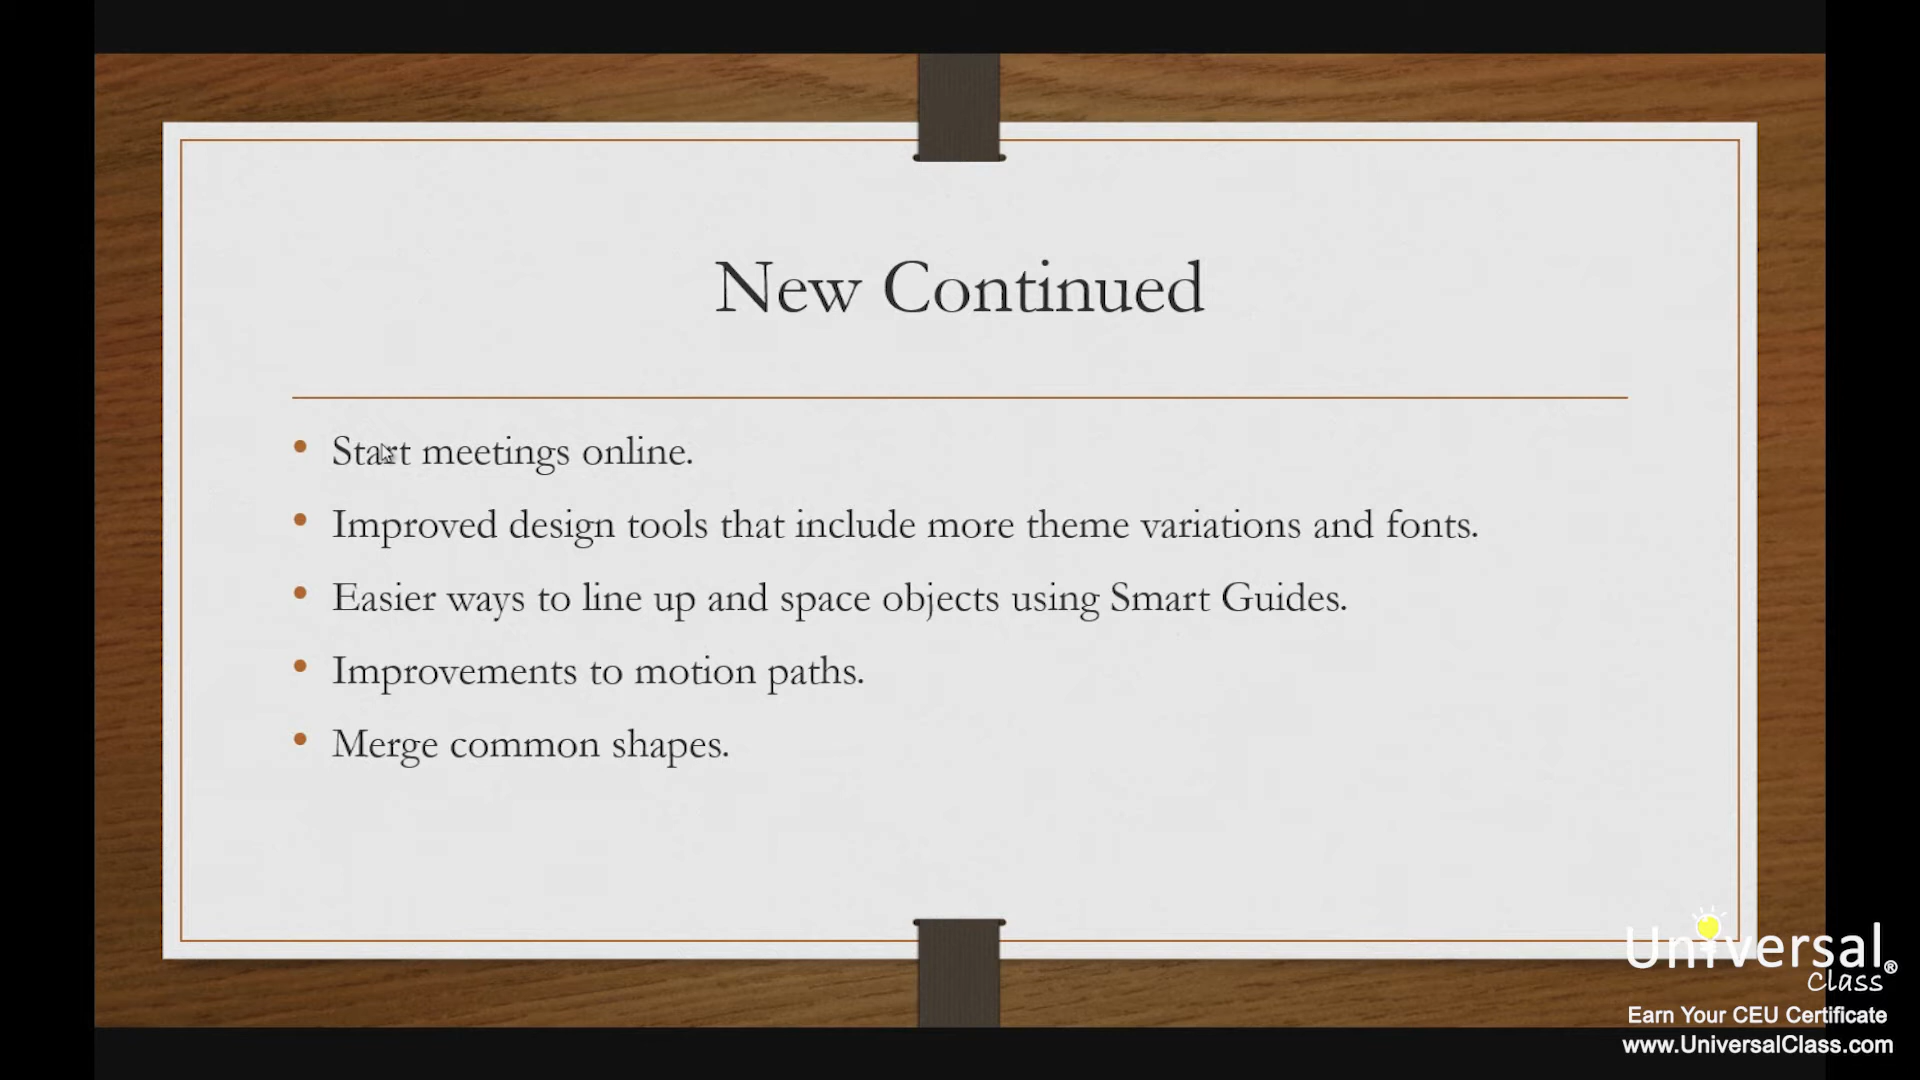 New Continued
• Start meetings online.
• Improved design tools that include more theme variations and fonts.
• Easier ways to line up and space objects using Smart Guides.
• Improvements to motion paths.
• Merge common shapes.
Universal®
Class
Earn Your CEU Certificate
www.UniversalClass.com